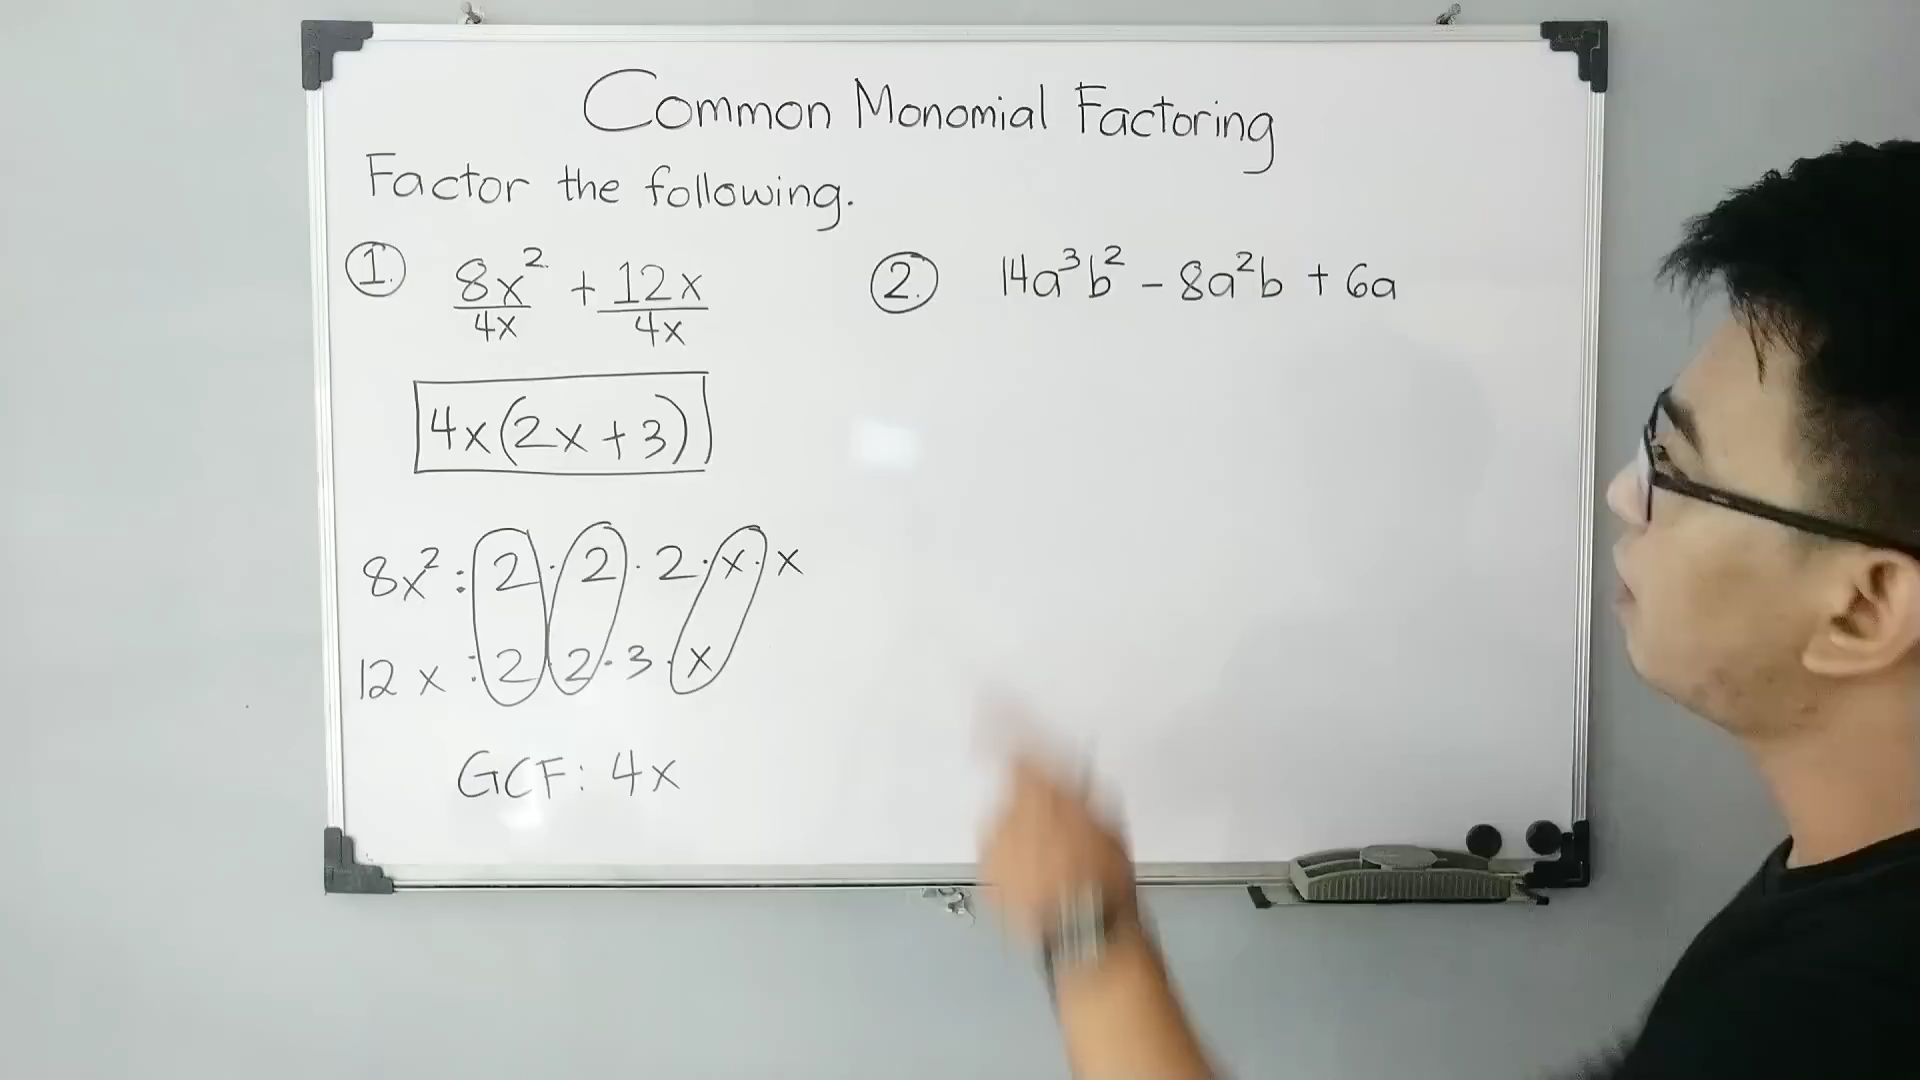 Common Monomial Factoring
Factor the following.
1. 8x² + 12x
4x 4x
4x(2x + 3)
8x² : 2 · 2 · 2 · x · x
12x : 2 2 · 3 · x
GCF: 4x
2. 14a³b² - 8a²b + 6a